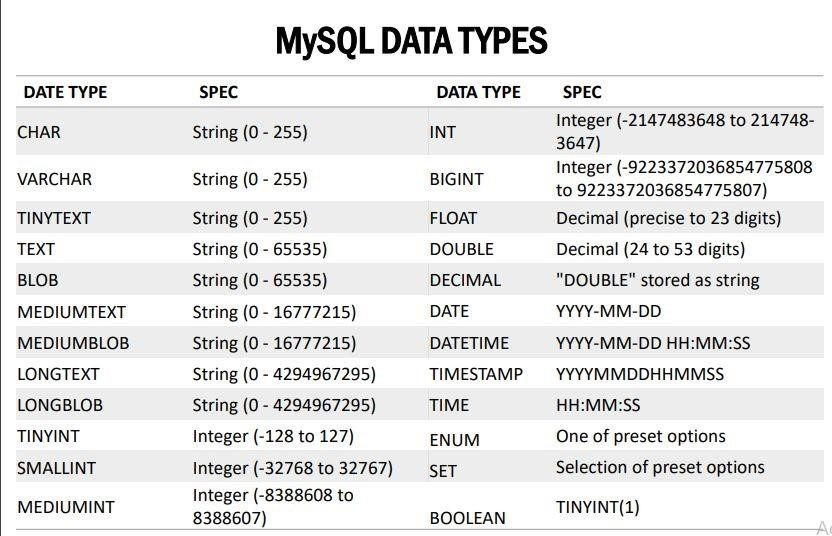 MySQL DATA TYPES
DATE TYPE SPEC DATA TYPE SPEC
CHAR String (0 - 255) INT Integer (-2147483648 to 214748-
3647)
VARCHAR String (0 - 255) BIGINT Integer (-9223372036854775808
to 9223372036854775807)
TINYTEXT String (0 - 255) FLOAT Decimal (precise to 23 digits)
TEXT String (0 - 65535) DOUBLE Decimal (24 to 53 digits)
BLOB String (0 - 65535) DECIMAL "DOUBLE" stored as string
MEDIUMTEXT String (0 - 16777215) DATE YYYY-MM-DD
MEDIUMBLOB String (0 - 16777215) DATETIME YYYY-MM-DD HH:MM:SS
LONGTEXT String (0 - 4294967295) TIMESTAMP YYYYMMDDHHMMSS
LONGBLOB String (0 - 4294967295) TIME HH:MM:SS
TINYINT Integer (-128 to 127) ENUM One of preset options
SMALLINT Integer (-32768 to 32767) SET Selection of preset options
MEDIUMINT Integer (-8388608 to
8388607) BOOLEAN TINYINT(1)